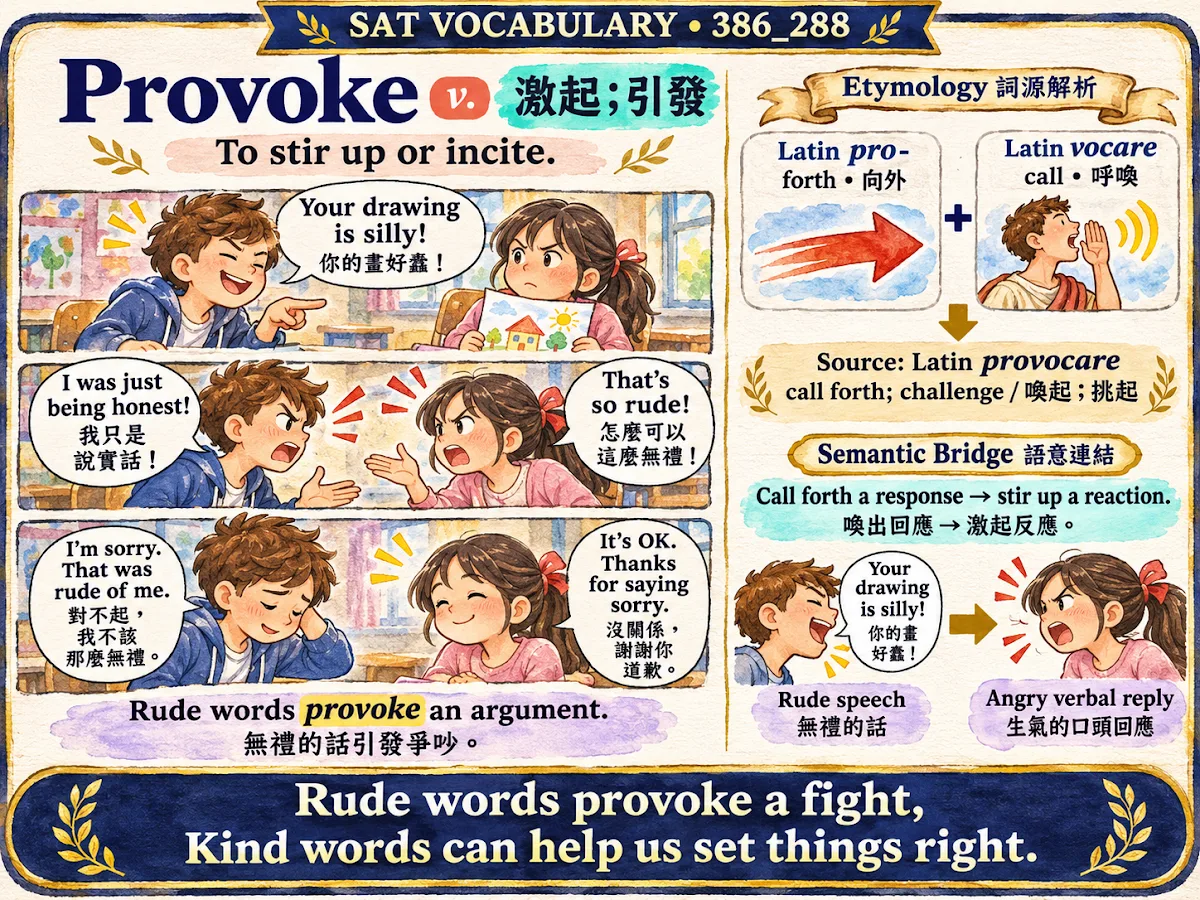 SAT VOCABULARY • 386_288
Provoke v. 激起；引發
To stir up or incite.
Your drawing
is silly!
你的畫好蠢！
I was just
being honest!
我只是
說實話！
That's
so rude!
怎麼可以
這麼無禮！
I'm sorry.
That was
rude of me.
對不起，
我不該
那麼無禮。
It's OK.
Thanks
for saying
sorry.
沒關係，
謝謝你
道歉。
Rude words provoke an argument.
無禮的話引發爭吵。
Etymology 詞源解析
Latin pro-
forth • 向外
+
Latin vocare
call • 呼喚
Source: Latin provocare
call forth; challenge / 喚起；挑起
Semantic Bridge 語意連結
Call forth a response → stir up a reaction.
喚出回應 → 激起反應。
Your
drawing
is silly!
你的畫
好蠢！
Rude speech
無禮的話
Angry verbal reply
生氣的口頭回應
Rude words provoke a fight,
Kind words can help us set things right.